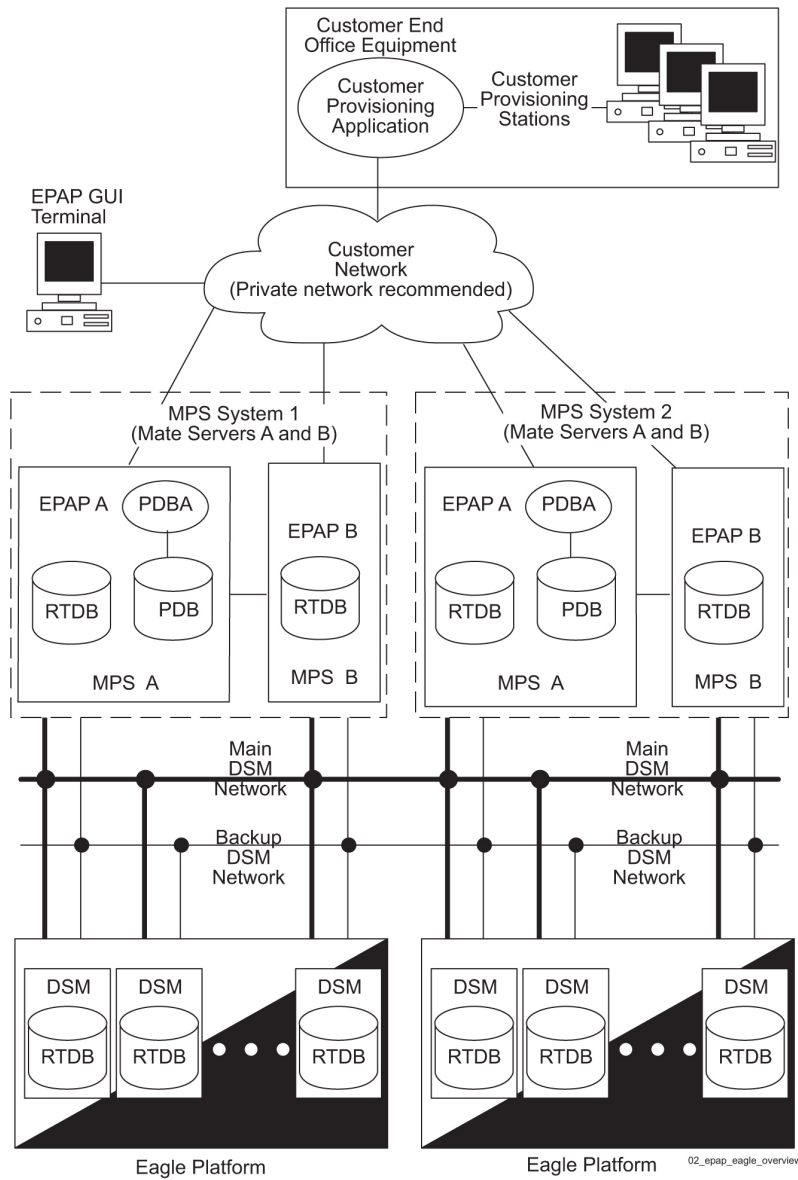 Customer End
Office Equipment
Customer
Provisioning
Application
Customer
Provisioning
Stations
EPAP GUI
Terminal
Customer
Network
(Private network recommended)
MPS System 1
(Mate Servers A and B)
MPS System 2
(Mate Servers A and B)
EPAP A
PDBA
EPAP B
RTDB
PDB
RTDB
MPS A
MPS B
EPAP A
PDBA
EPAP B
RTDB
PDB
RTDB
MPS A
MPS B
Main
DSM
Network
Main
DSM
Network
Backup
DSM
Network
Backup
DSM
Network
DSM
DSM
DSM
RTDB
RTDB
RTDB
DSM
DSM
DSM
RTDB
RTDB
RTDB
Eagle Platform
Eagle Platform
02_epap_eagle_overview